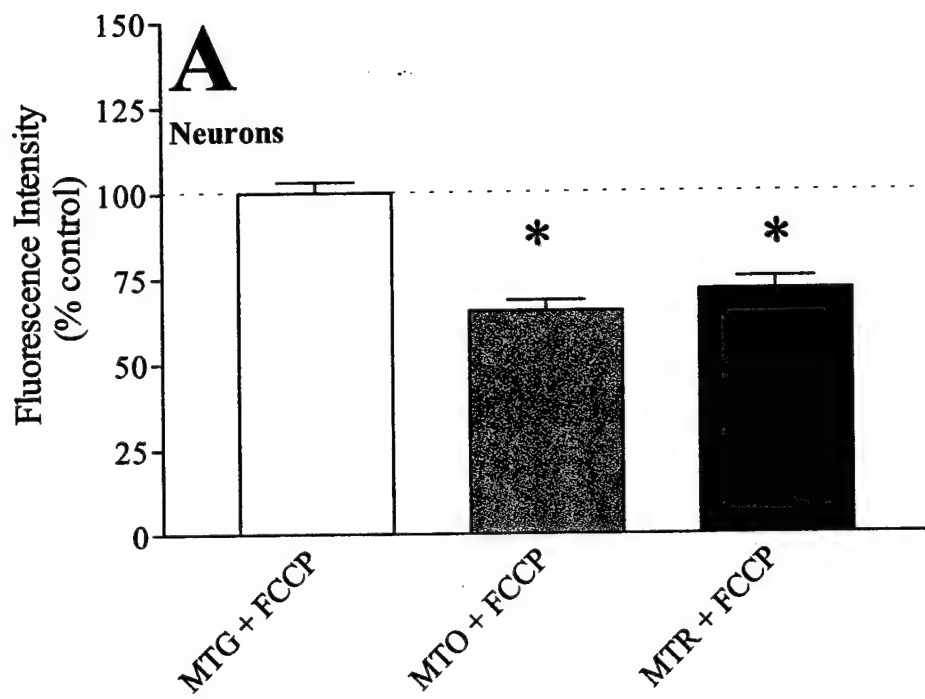 A
Neurons
Fluorescence Intensity
(% control)
150
125
100
75
50
25
0
*
*
MTG + FCCP
MTO + FCCP
MTR + FCCP